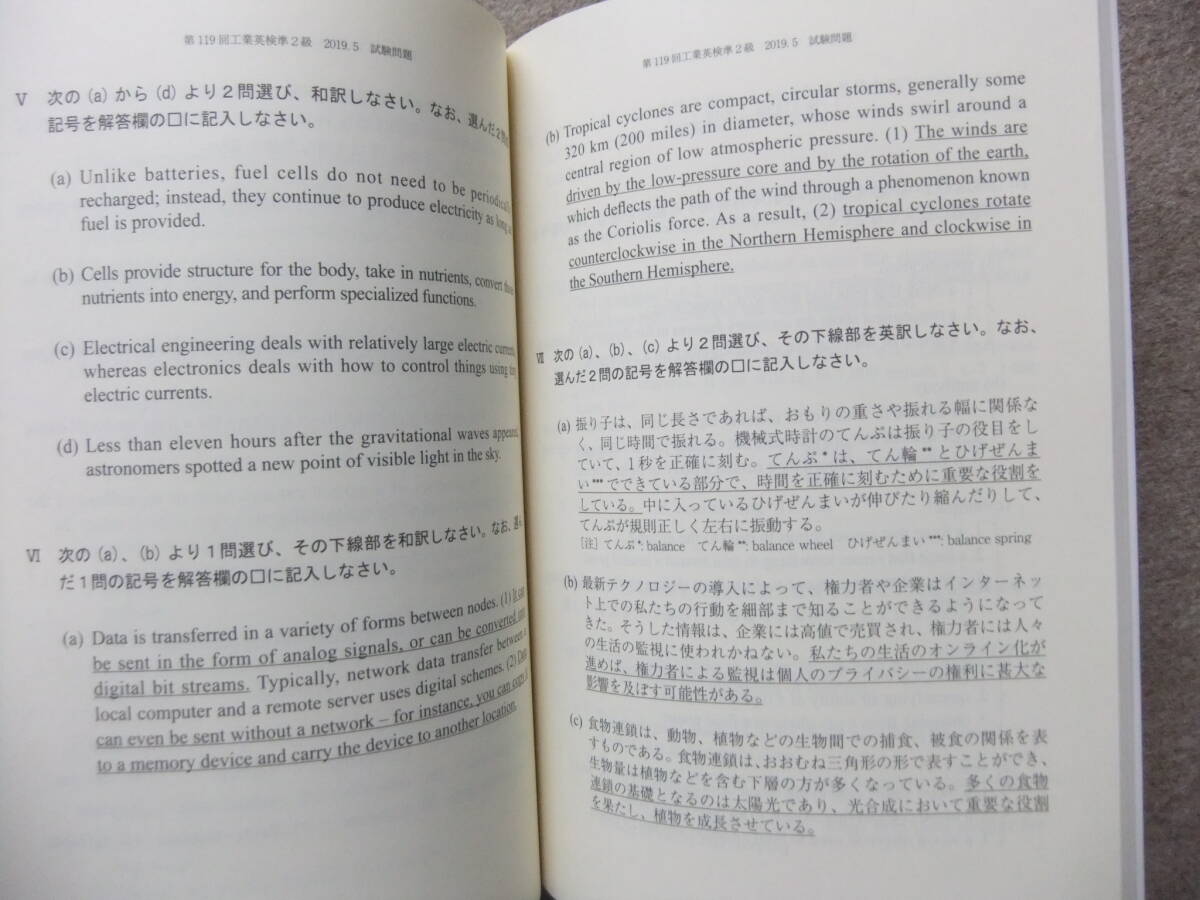 第119回工業英検準2級 2019.5 試験問題
V 次の(a)から(d)より2問選び、和訳しなさい。なお、選んだ2問の
記号を解答欄の□に記入しなさい。
(a) Unlike batteries, fuel cells do not need to be periodically
recharged; instead, they continue to produce electricity as long as
fuel is provided.
(b) Cells provide structure for the body, take in nutrients, convert those
nutrients into energy, and perform specialized functions.
(c) Electrical engineering deals with relatively large electric currents,
whereas electronics deals with how to control things using tiny
electric currents.
(d) Less than eleven hours after the gravitational waves appeared,
astronomers spotted a new point of visible light in the sky.
VI 次の(a)、(b)より1問選び、その下線部を和訳しなさい。なお、選ん
だ1問の記号を解答欄の□に記入しなさい。
(a) Data is transferred in a variety of forms between nodes. (1) It can
be sent in the form of analog signals, or can be converted into
digital bit streams. Typically, network data transfer between a
local computer and a remote server uses digital schemes. (2) Data
can even be sent without a network – for instance, you can copy it
to a memory device and carry the device to another location.
第119回工業英検準2級 2019.5 試験問題
(b) Tropical cyclones are compact, circular storms, generally some
320 km (200 miles) in diameter, whose winds swirl around a
central region of low atmospheric pressure. (1) The winds are
driven by the low-pressure core and by the rotation of the earth,
which deflects the path of the wind through a phenomenon known
as the Coriolis force. As a result, (2) tropical cyclones rotate
counterclockwise in the Northern Hemisphere and clockwise in
the Southern Hemisphere.
VII 次の(a)、(b)、(c)より2問選び、その下線部を英訳しなさい。なお、
選んだ2問の記号を解答欄の□に記入しなさい。
(a) 振り子は、同じ長さであれば、おもりの重さや振れる幅に関係な
く、同じ時間で振れる。機械式時計のてんぷは振り子の役目をし
ていて、1秒を正確に刻む。てんぷ*は、てん輪**とひげぜんま
い***でできている部分で、時間を正確に刻むために重要な役割を
している。中に入っているひげぜんまいが伸びたり縮んだりして、
てんぷが規則正しく左右に振動する。
[注] てんぷ*: balance てん輪**: balance wheel ひげぜんまい***: balance spring
(b) 最新テクノロジーの導入によって、権力者や企業はインターネッ
ト上での私たちの行動を細部まで知ることができるようになって
きた。そうした情報は、企業には高値で売買され、権力者には人々
の生活の監視に使われかねない。私たちの生活のオンライン化が
進めば、権力者による監視は個人のプライバシーの権利に甚大な
影響を及ぼす可能性がある。
(c) 食物連鎖は、動物、植物などの生物間での捕食、被食の関係を表
すものである。食物連鎖は、おおむね三角形の形で表すことができ、
生物量は植物などを含む下層の方が多くなっている。多くの食物
連鎖の基礎となるのは太陽光であり、光合成において重要な役割
を果たし、植物を成長させている。